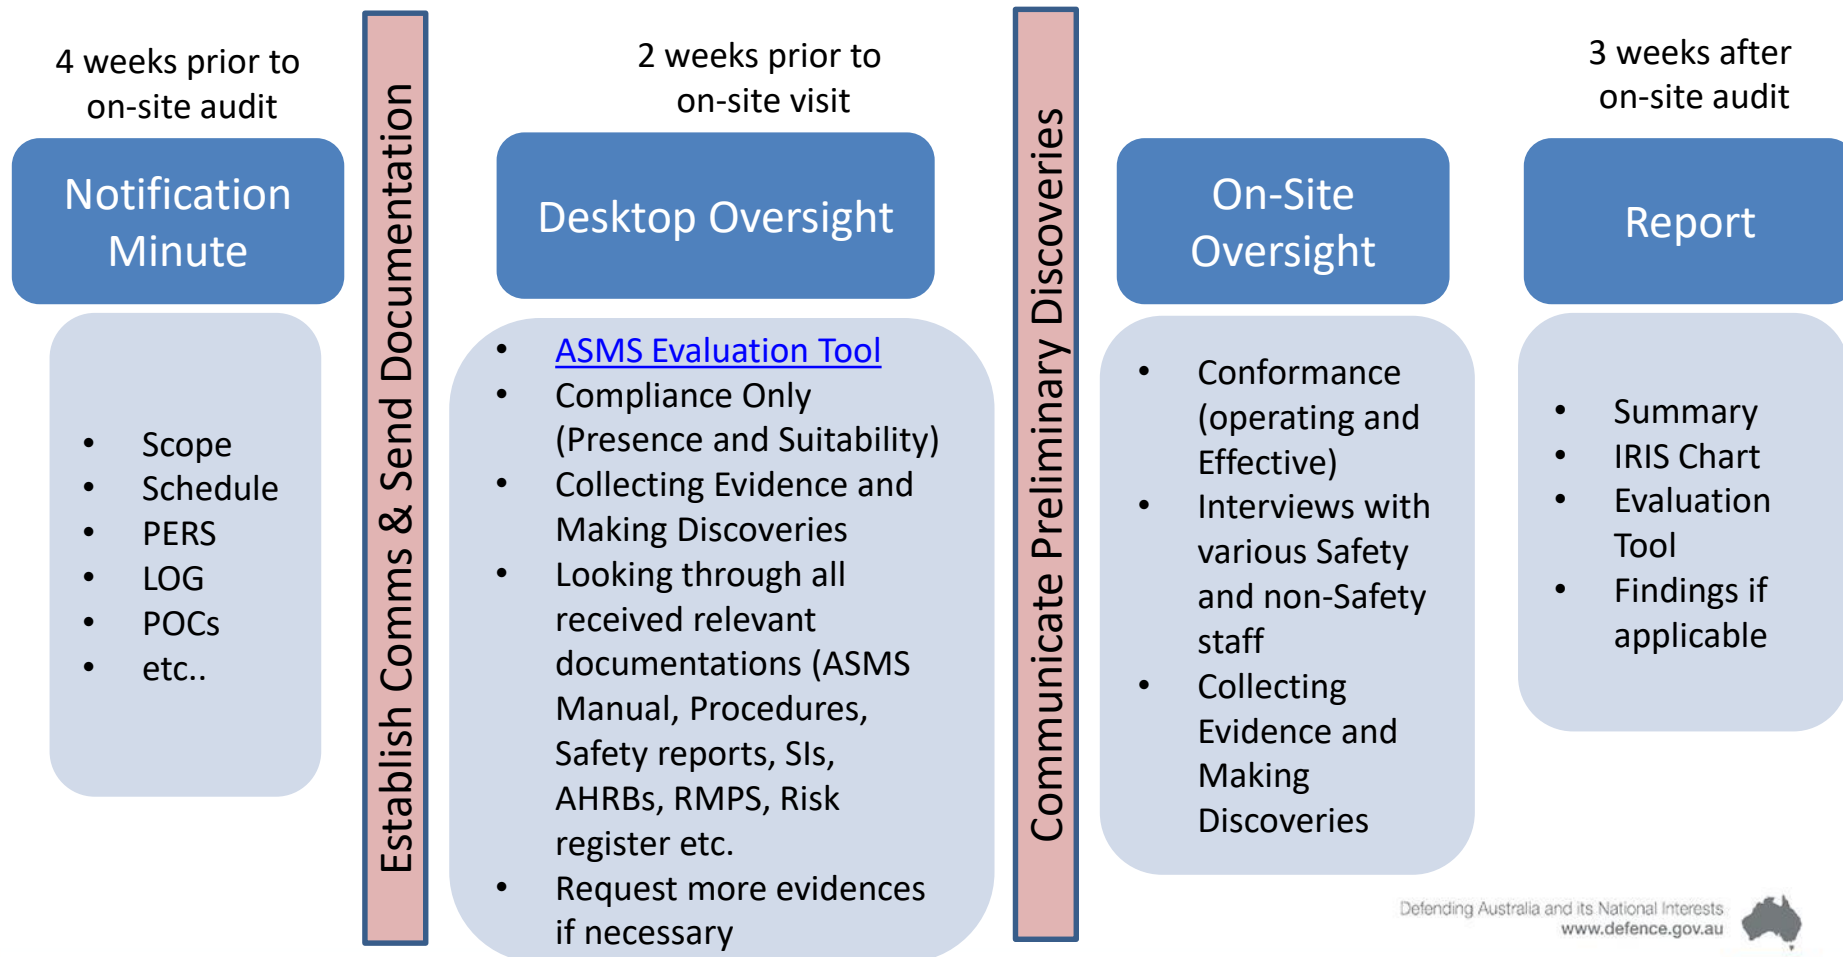 4 weeks prior to
on-site audit
Notification
Minute
• Scope
• Schedule
• PERS
• LOG
• POCs
• etc..
Establish Comms & Send Documentation
2 weeks prior to
on-site visit
Desktop Oversight
• ASMS Evaluation Tool
• Compliance Only
(Presence and Suitability)
• Collecting Evidence and
Making Discoveries
• Looking through all
received relevant
documentations (ASMS
Manual, Procedures,
Safety reports, SIs,
AHRBs, RMPS, Risk
register etc.
• Request more evidences
if necessary
Communicate Preliminary Discoveries
On-Site
Oversight
• Conformance
(operating and
Effective)
• Interviews with
various Safety
and non-Safety
staff
• Collecting
Evidence and
Making
Discoveries
3 weeks after
on-site audit
Report
• Summary
• IRIS Chart
• Evaluation
Tool
• Findings if
applicable
Defending Australia and its National Interests
www.defence.gov.au